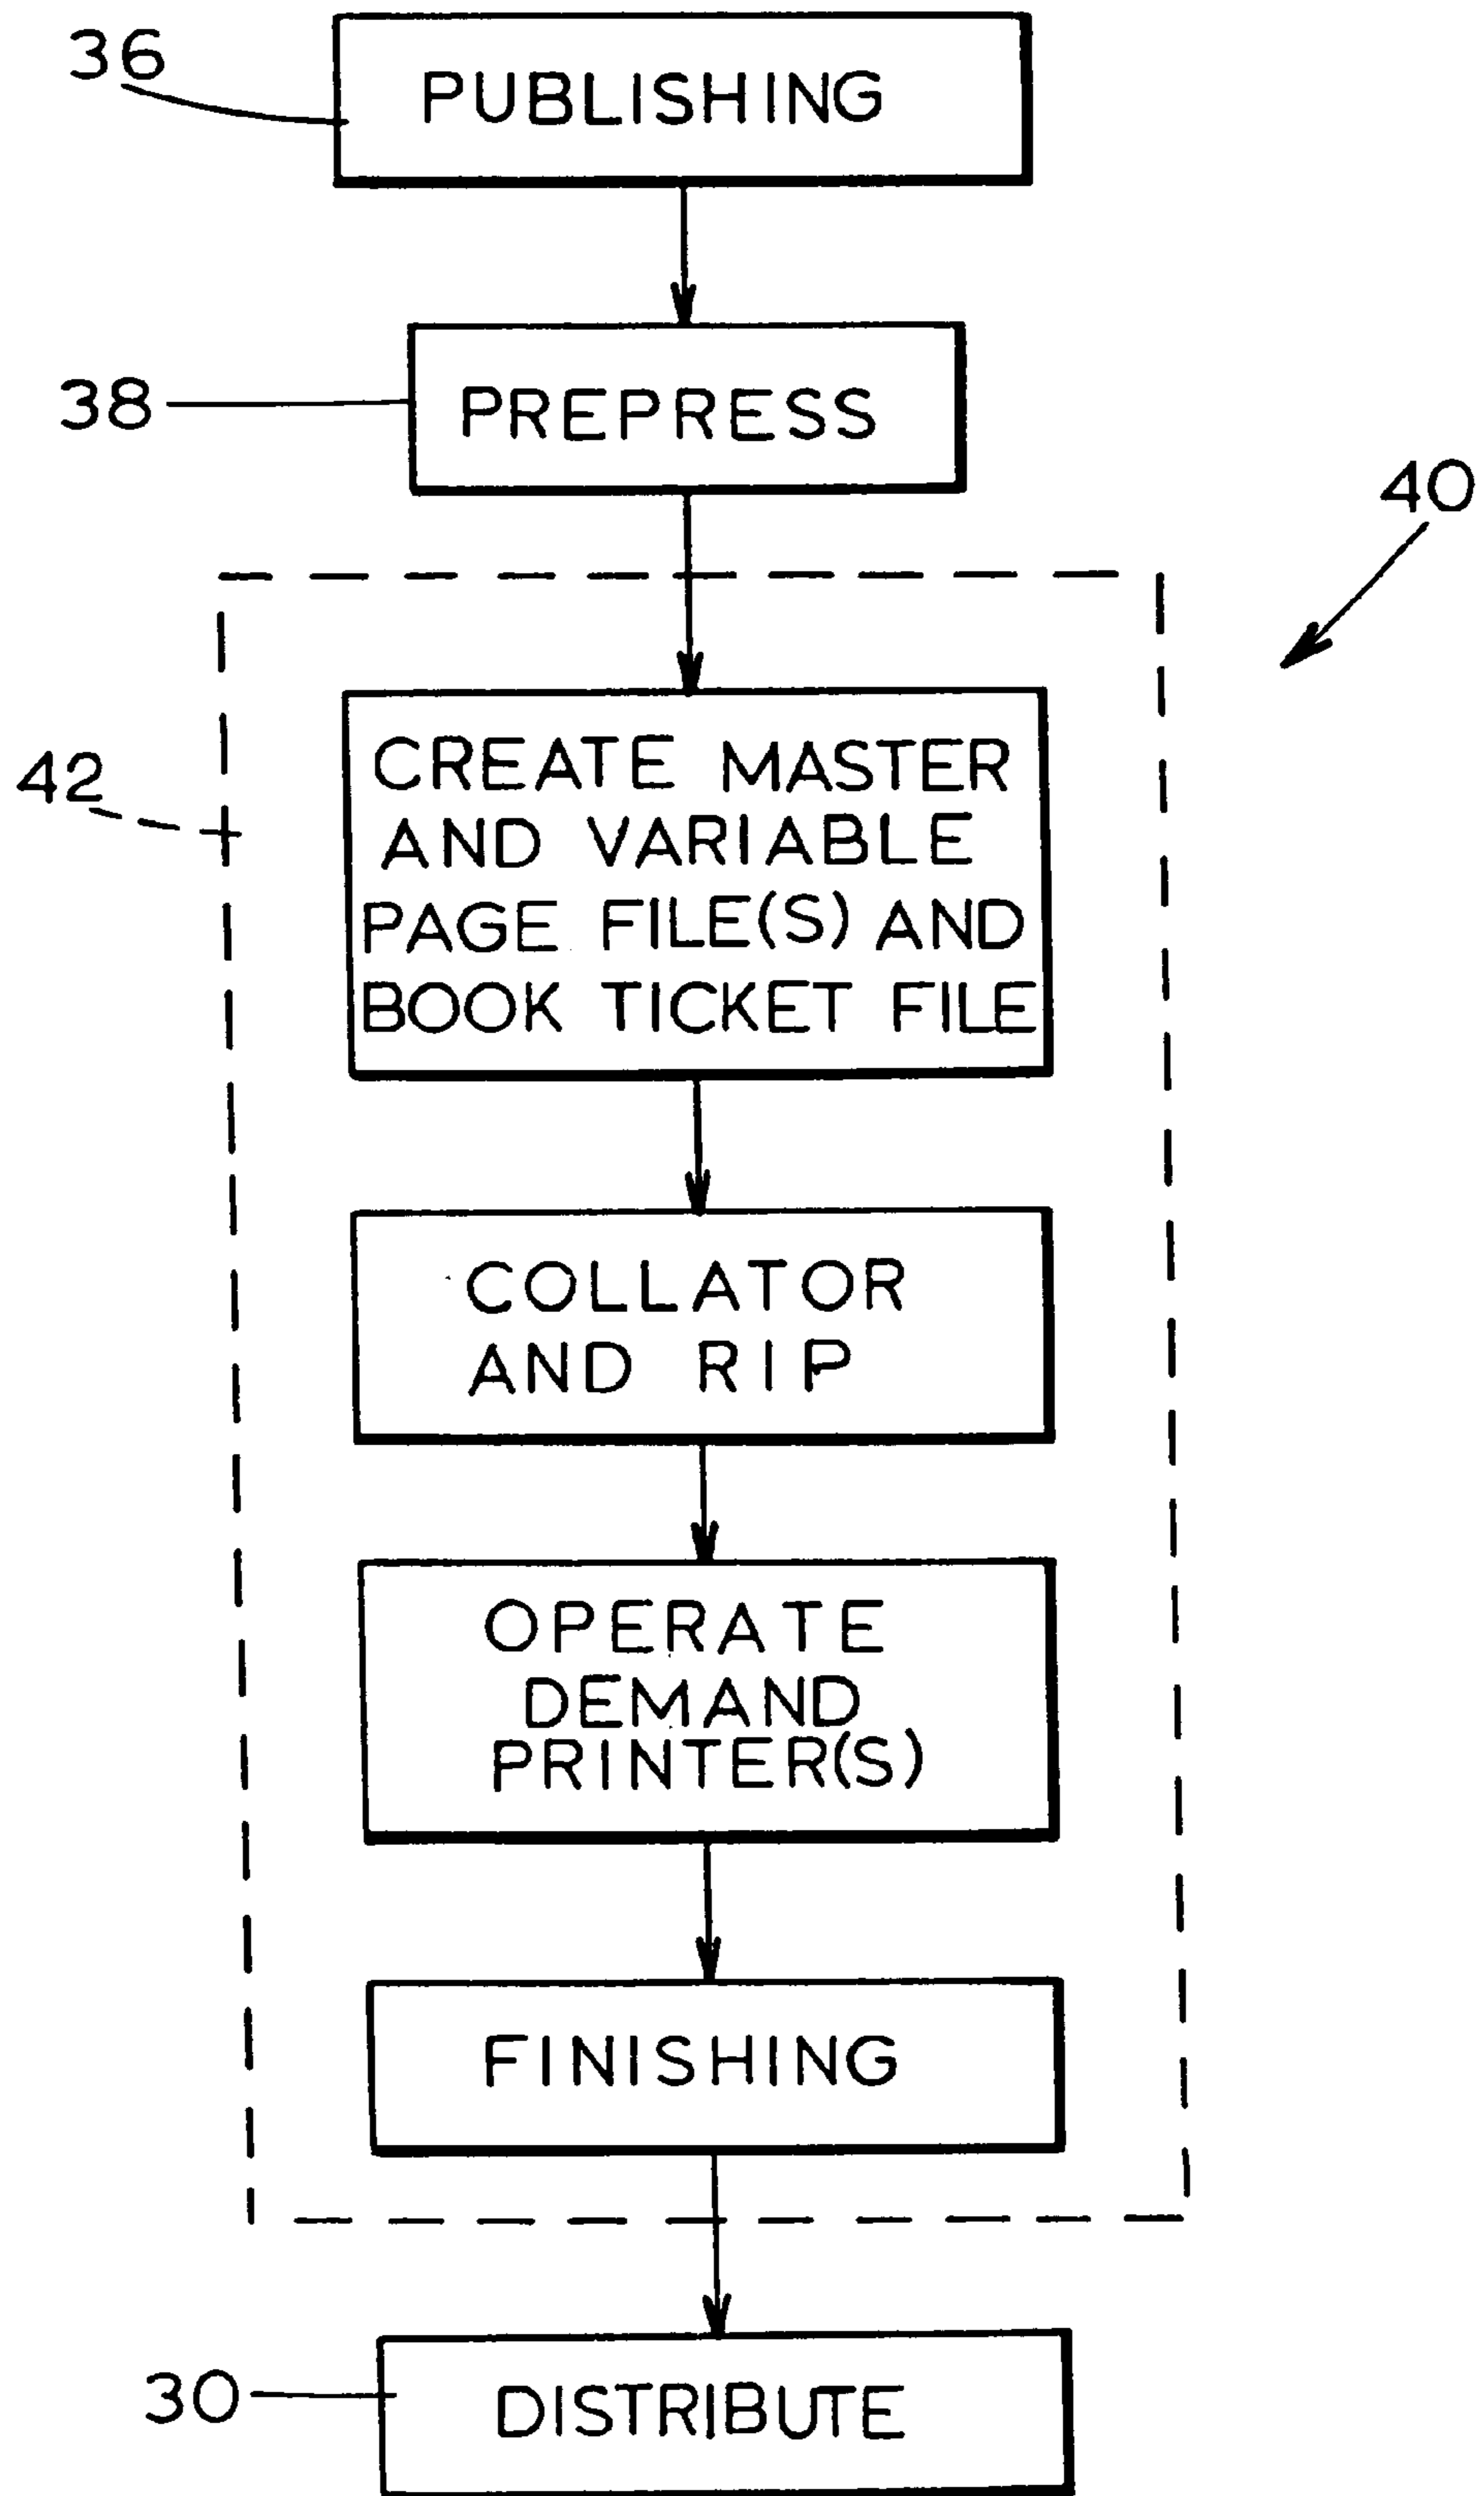 36
PUBLISHING
38
PREPRESS
40
42
CREATE MASTER
AND VARIABLE
PAGE FILE(S) AND
BOOK TICKET FILE
COLLATOR
AND RIP
OPERATE
DEMAND
PRINTER(S)
FINISHING
30
DISTRIBUTE